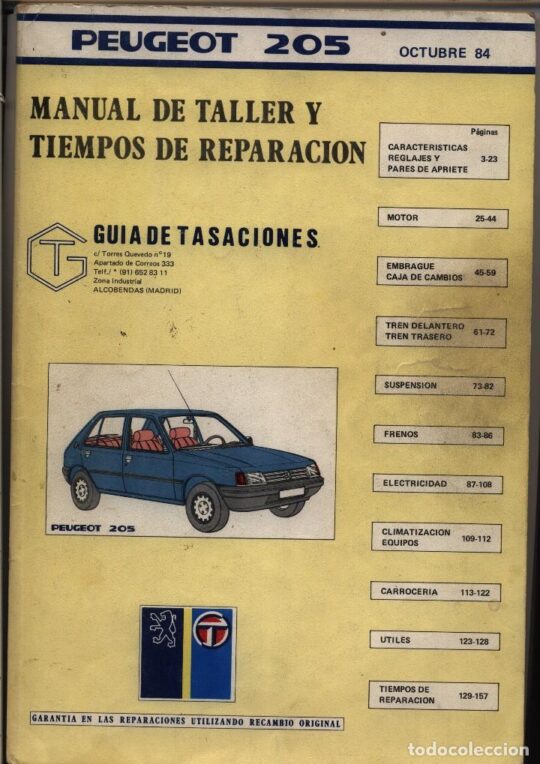 PEUGEOT 205
OCTUBRE 84
MANUAL DE TALLER Y
TIEMPOS DE REPARACION
GUIA DE TASACIONES.
c/ Torres Quevedo nº 19
Apartado de Correos 333
Telf./ * (91) 652 83 11
Zona Industrial
ALCOBENDAS (MADRID)
GT
Páginas
CARACTERISTICAS
REGLAJES Y 3-23
PARES DE APRIETE
MOTOR 25-44
EMBRAGUE
CAJA DE CAMBIOS 45-59
TREN DELANTERO
TREN TRASERO 61-72
SUSPENSION 73-82
FRENOS 83-86
ELECTRICIDAD 87-108
CLIMATIZACION
EQUIPOS 109-112
CARROCERIA 113-122
UTILES 123-128
TIEMPOS DE
REPARACION 129-157
PEUGEOT 205
GARANTIA EN LAS REPARACIONES UTILIZANDO RECAMBIO ORIGINAL
todocoleccion